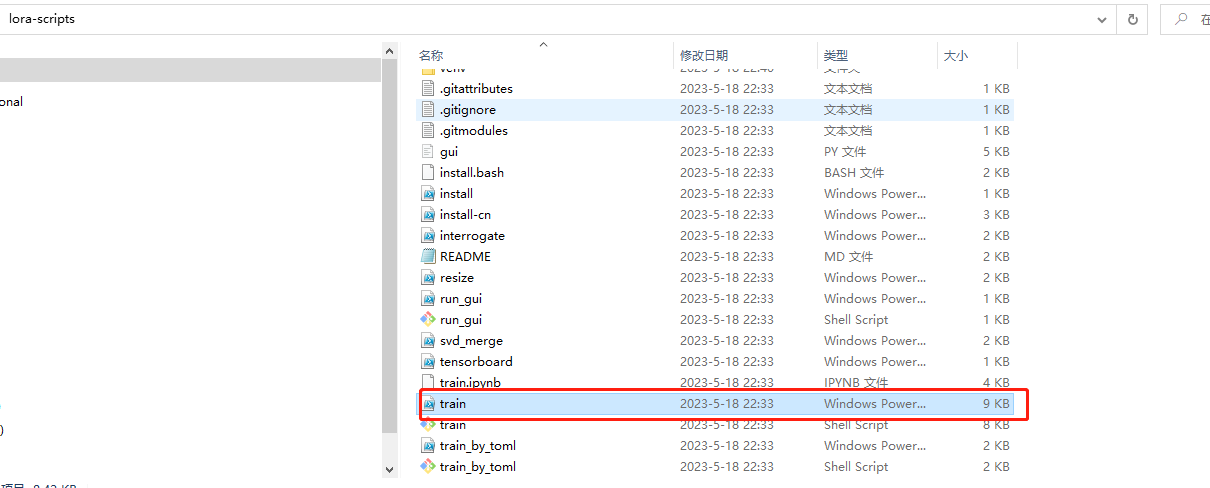 lora-scripts 在
名称 修改日期 类型 大小
venv 2023-5-18 22:46 文件夹
.gitattributes 2023-5-18 22:33 文本文档 1 KB
onal
.gitignore 2023-5-18 22:33 文本文档 1 KB
.gitmodules 2023-5-18 22:33 文本文档 1 KB
gui 2023-5-18 22:33 PY 文件 5 KB
install.bash 2023-5-18 22:33 BASH 文件 2 KB
install 2023-5-18 22:33 Windows Power... 1 KB
install-cn 2023-5-18 22:33 Windows Power... 3 KB
interrogate 2023-5-18 22:33 Windows Power... 2 KB
README 2023-5-18 22:33 MD 文件 2 KB
resize 2023-5-18 22:33 Windows Power... 2 KB
run_gui 2023-5-18 22:33 Windows Power... 1 KB
run_gui 2023-5-18 22:33 Shell Script 1 KB
svd_merge 2023-5-18 22:33 Windows Power... 2 KB
tensorboard 2023-5-18 22:33 Windows Power... 1 KB
train.ipynb 2023-5-18 22:33 IPYNB 文件 4 KB
train 2023-5-18 22:33 Windows Power... 9 KB
train 2023-5-18 22:33 Shell Script 8 KB
)
train_by_toml 2023-5-18 22:33 Windows Power... 2 KB
train_by_toml 2023-5-18 22:33 Shell Script 2 KB